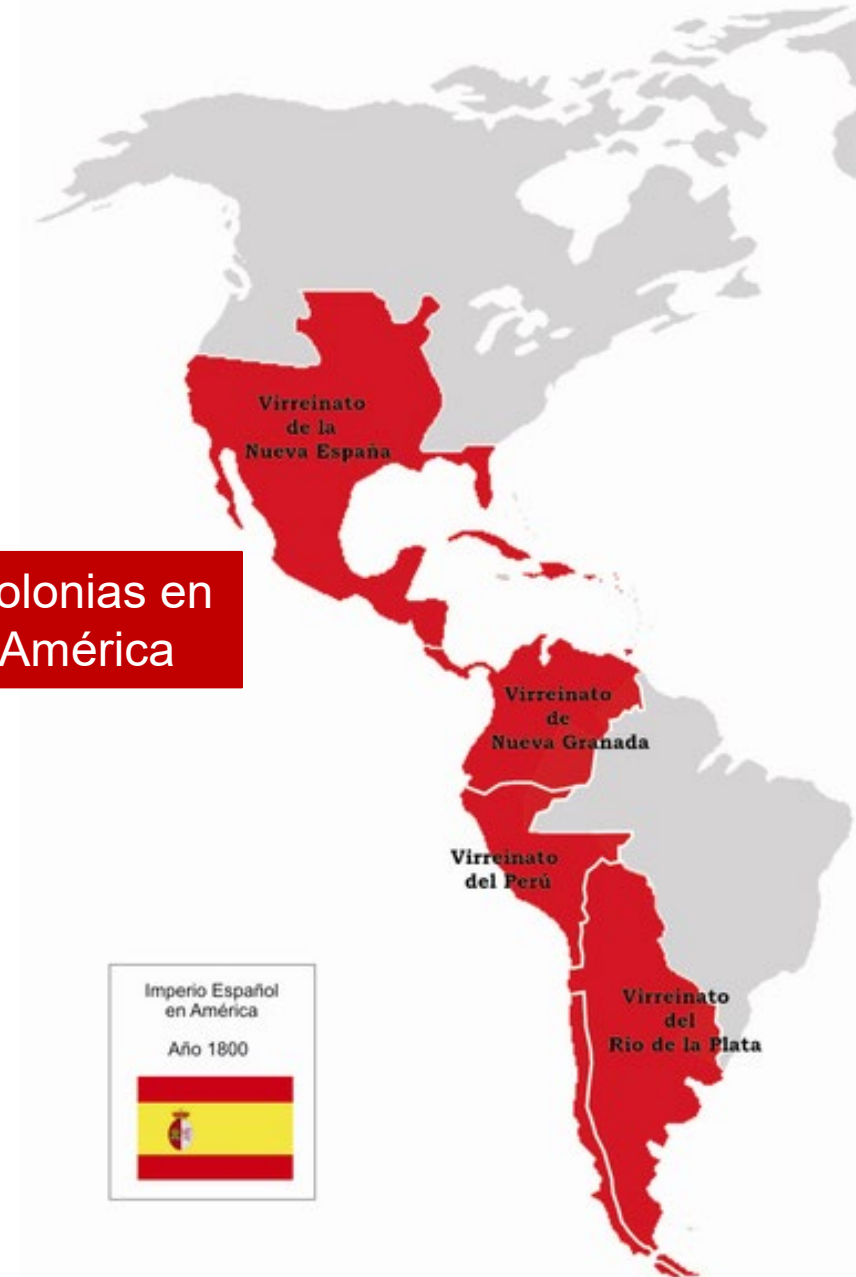 Virreinato
de la
Nueva España
olonias en
América
Virreinato
de
Nueva Granada
Virreinato
del Perú
Imperio Español
en América
Año 1800
Virreinato
del
Río de la Plata